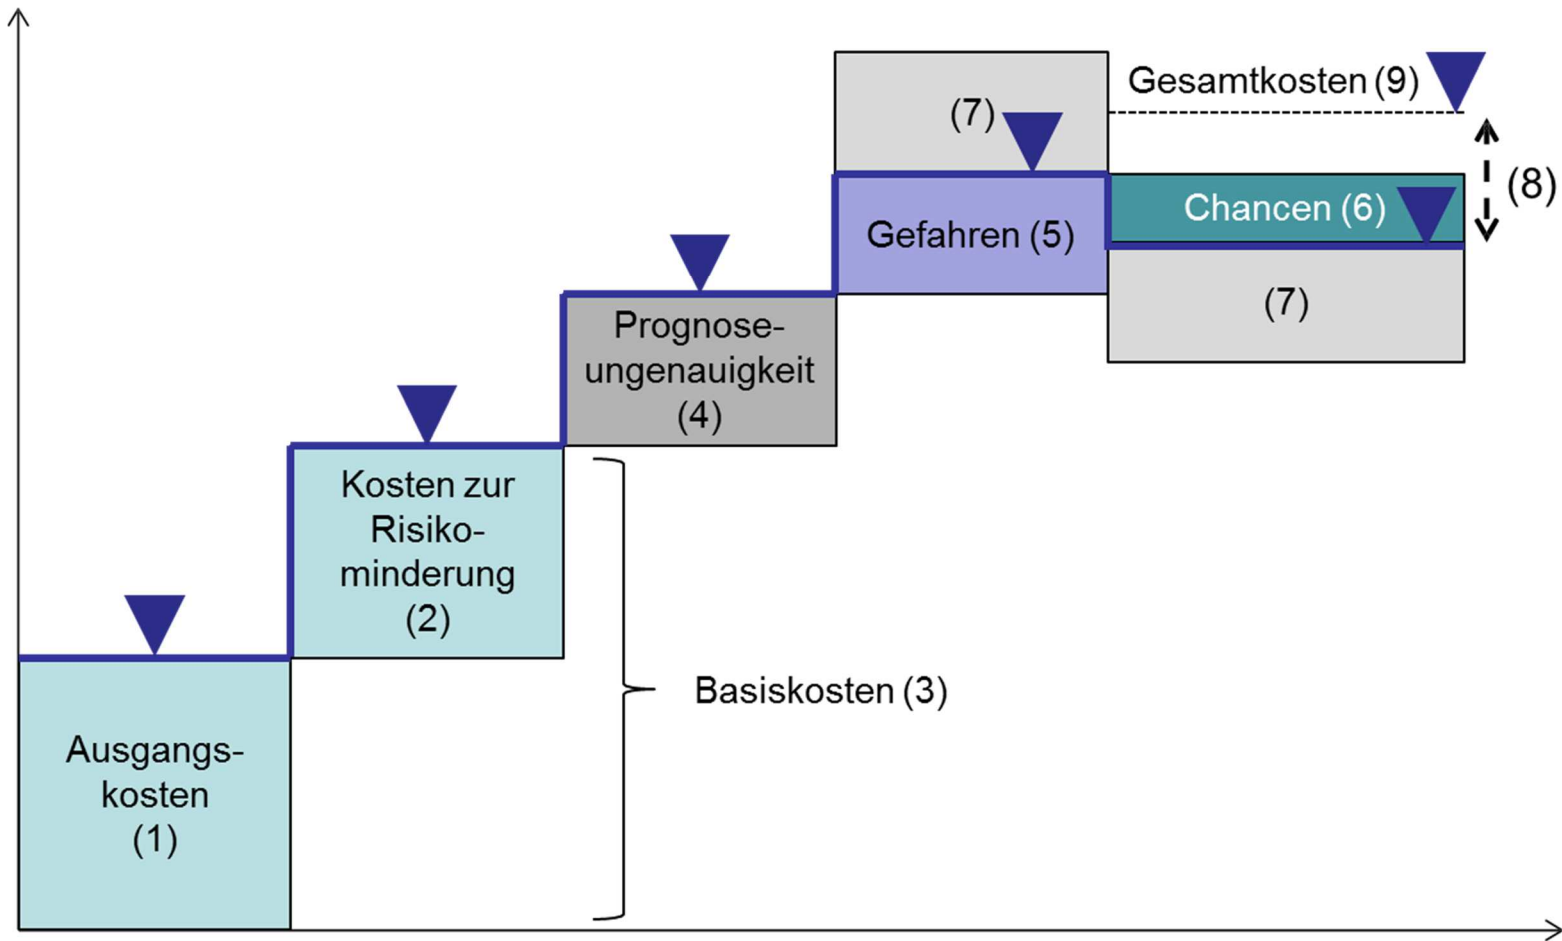 (7)
Gesamtkosten (9)
Gefahren (5)
Chancen (6)
(8)
(7)
Prognose-
ungenauigkeit
(4)
Kosten zur
Risiko-
minderung
(2)
Basiskosten (3)
Ausgangs-
kosten
(1)